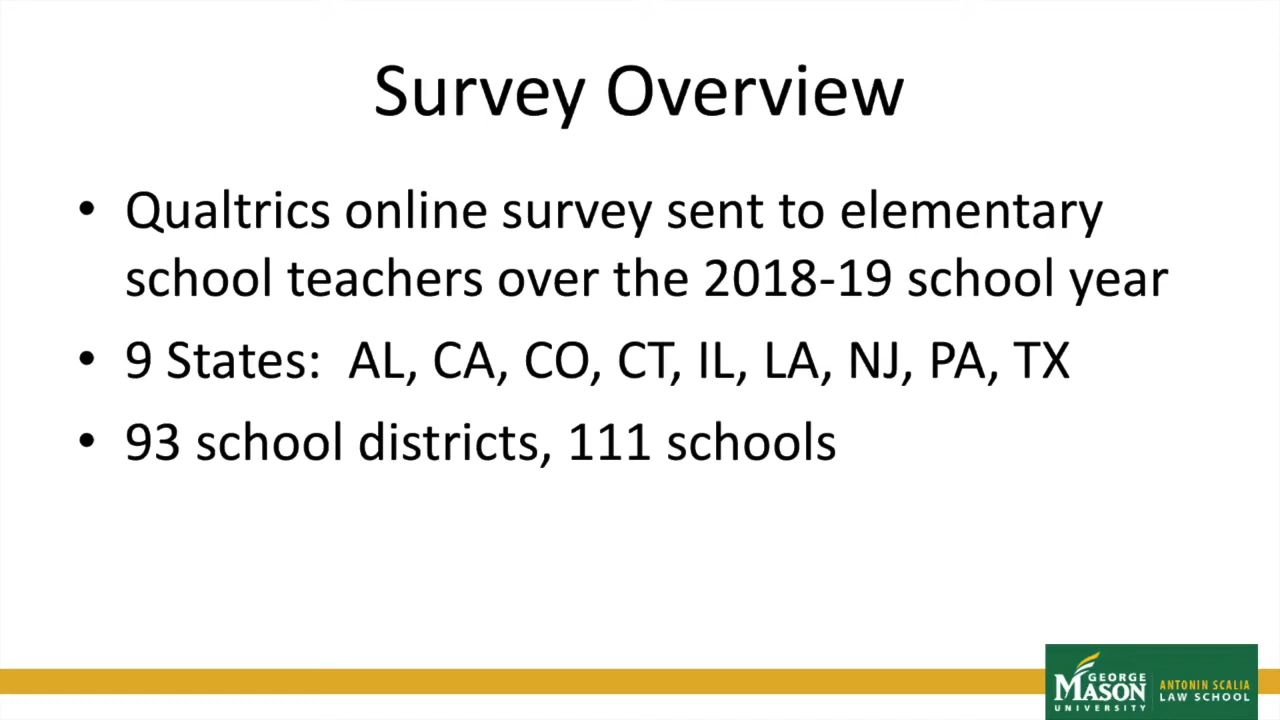 Survey Overview
• Qualtrics online survey sent to elementary
school teachers over the 2018-19 school year
• 9 States:  AL, CA, CO, CT, IL, LA, NJ, PA, TX
• 93 school districts, 111 schools
GEORGE
MASON
UNIVERSITY
ANTONIN SCALIA
LAW SCHOOL